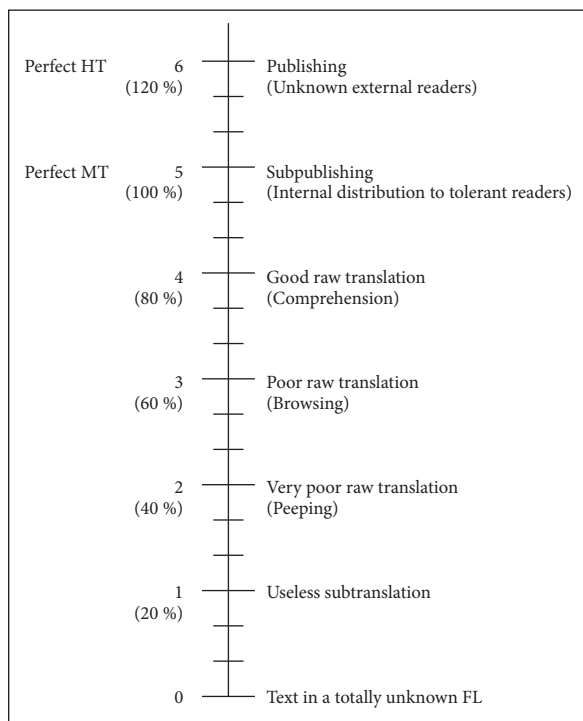 Perfect HT 6 Publishing
(120 %) (Unknown external readers)
Perfect MT 5 Subpublishing
(100 %) (Internal distribution to tolerant readers)
4 Good raw translation
(80 %) (Comprehension)
3 Poor raw translation
(60 %) (Browsing)
2 Very poor raw translation
(40 %) (Peeping)
1 Useless subtranslation
(20 %)
0 Text in a totally unknown FL